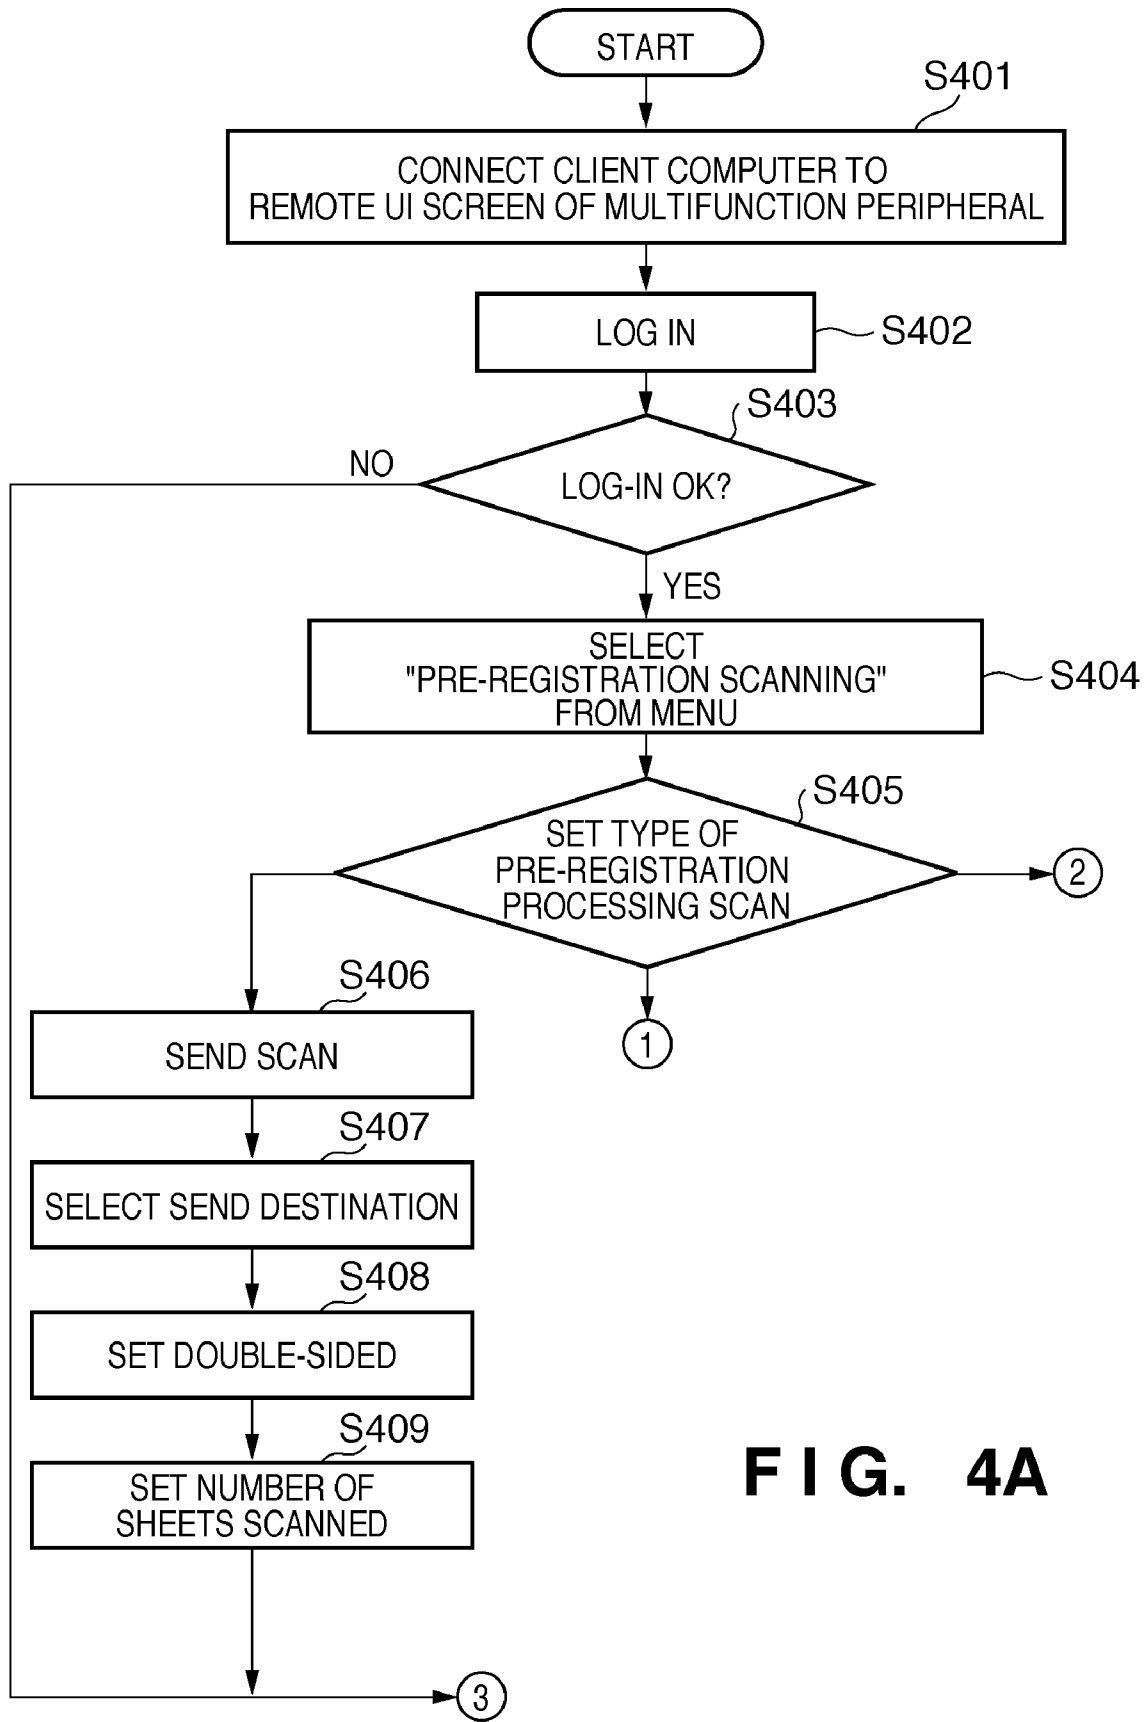 START
S401
CONNECT CLIENT COMPUTER TO
REMOTE UI SCREEN OF MULTIFUNCTION PERIPHERAL
LOG IN
S402
S403
NO
LOG-IN OK?
YES
SELECT
"PRE-REGISTRATION SCANNING"
FROM MENU
S404
S405
SET TYPE OF
PRE-REGISTRATION
PROCESSING SCAN
2
1
S406
SEND SCAN
S407
SELECT SEND DESTINATION
S408
SET DOUBLE-SIDED
S409
SET NUMBER OF
SHEETS SCANNED
3
FIG. 4A